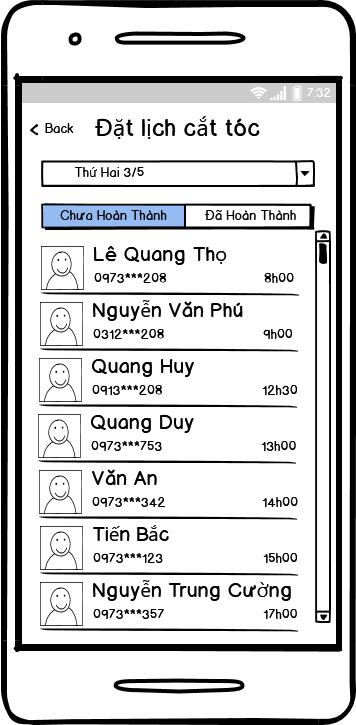 7:32
Back Đặt lịch cắt tóc
Thứ Hai 3/5
Chưa Hoàn Thành Đã Hoàn Thành
Lê Quang Thọ
0973***208 8h00
Nguyễn Văn Phú
0312***208 9h00
Quang Huy
0913***208 12h30
Quang Duy
0973***753 13h00
Văn An
0973***342 14h00
Tiến Bắc
0973***123 15h00
Nguyễn Trung Cường
0973***357 17h00